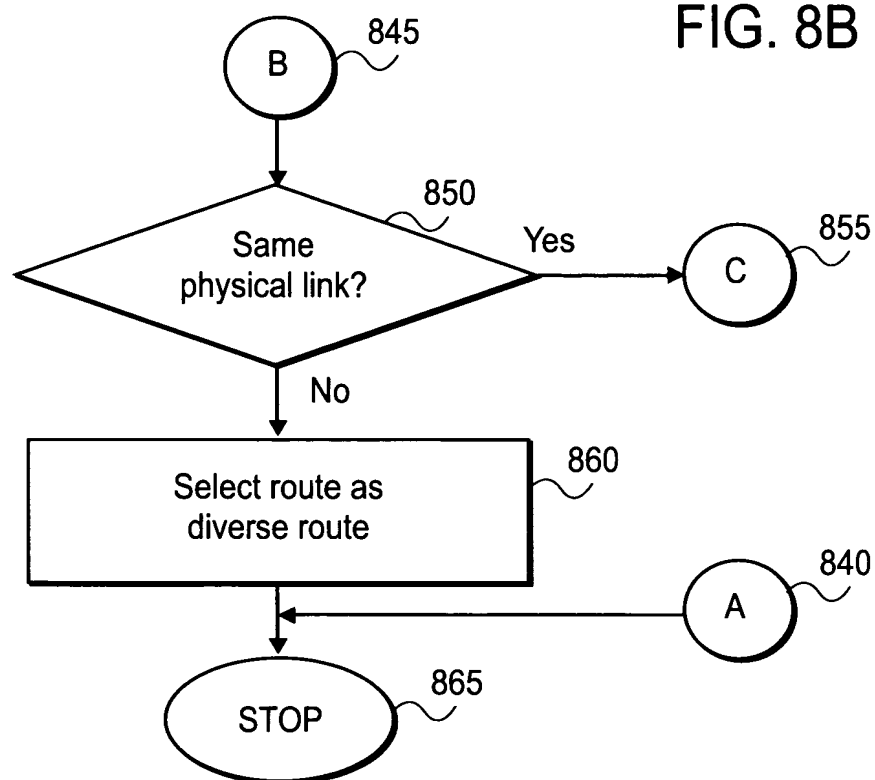 FIG. 8B
B
845
850
Same
physical link?
Yes
C
855
No
Select route as
diverse route
860
A
840
STOP
865